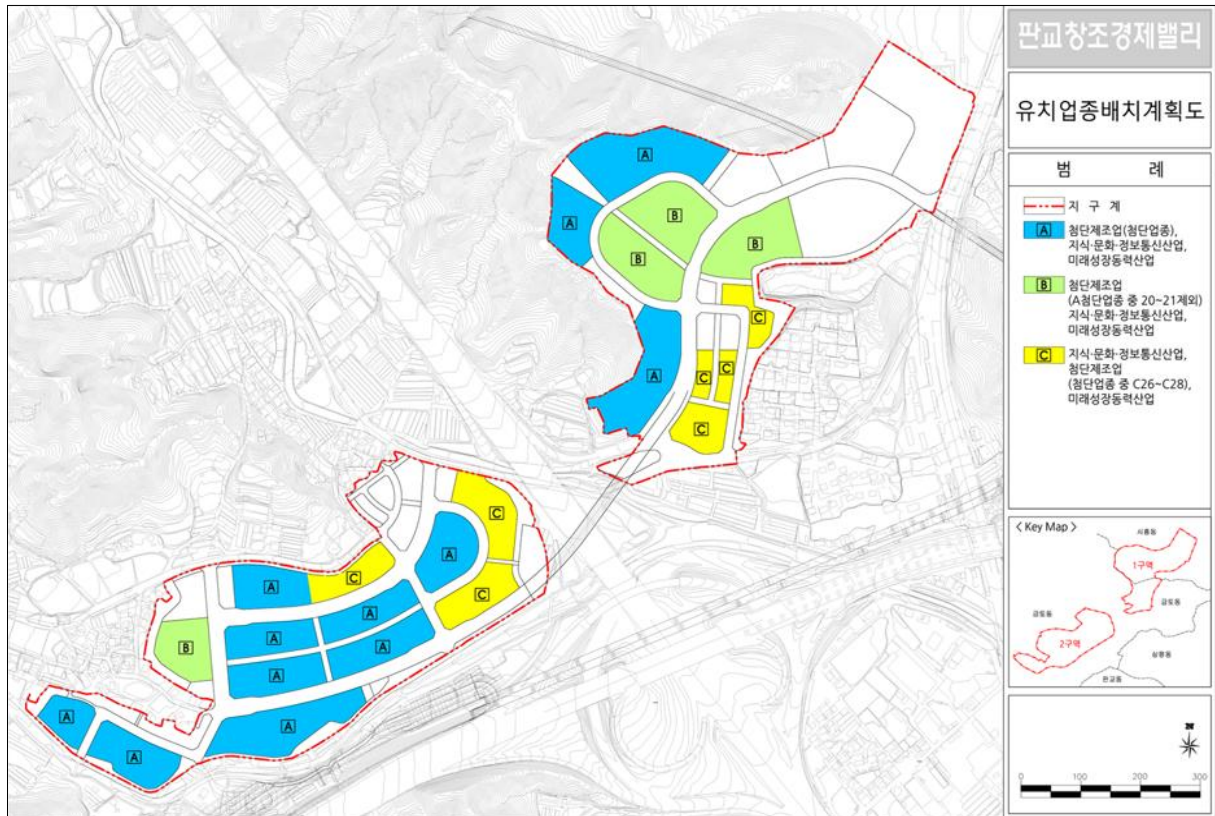 판교창조경제밸리
유치업종배치계획도
범 례
지 구 계
A 첨단제조업(첨단업종),
지식·문화·정보통신산업,
미래성장동력산업
B 첨단제조업
(A첨단업종 중 20~21제외)
지식·문화·정보통신산업,
미래성장동력산업
C 지식·문화·정보통신산업,
첨단제조업
(첨단업종 중 C26~C28),
미래성장동력산업
< Key Map >
시흥동
1구역
금토동
금토동
2구역
삼평동
판교동
N
0 100 200 300
A
A
B
B
B
C
A
C
C
C
C
A
A
C
C
A
A
A
B
A
A
A
A
A